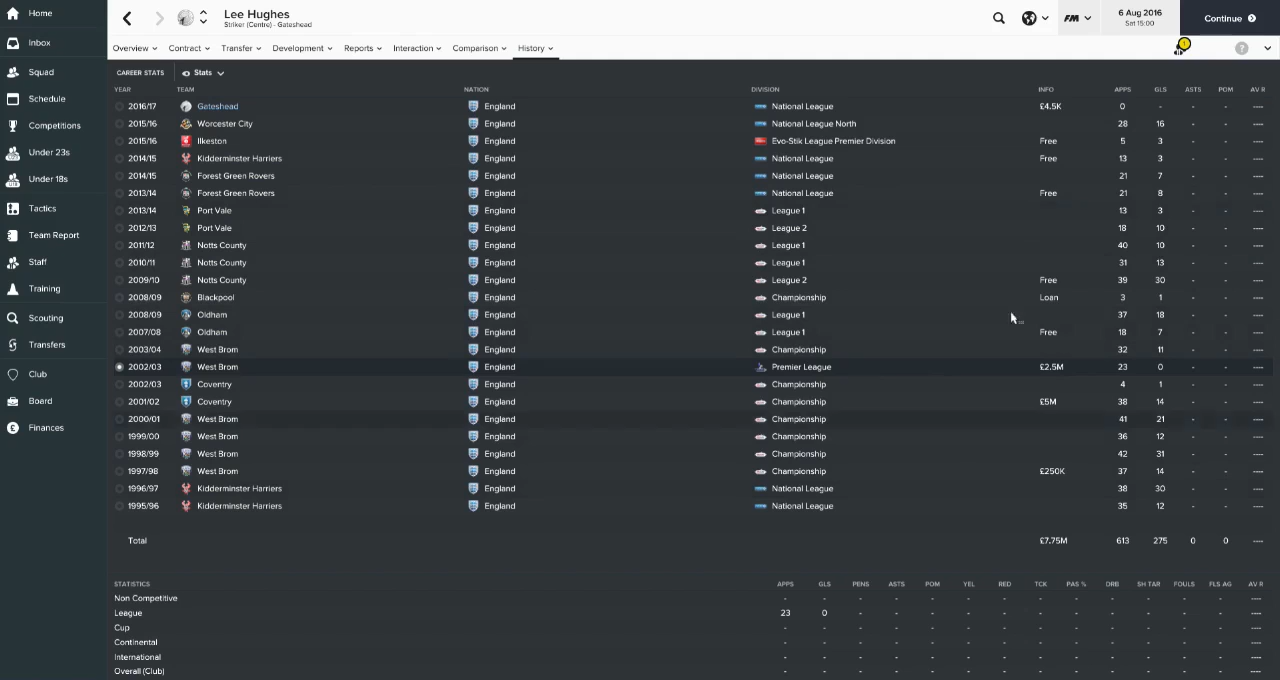 Home
Lee Hughes
Striker (Centre) - Gateshead
FM
6 Aug 2016
Sat 15:00
Continue
Inbox
Overview Contract Transfer Development Reports Interaction Comparison History
1
?
Squad
CAREER STATS Stats
YEAR TEAM NATION DIVISION INFO APPS GLS ASTS POM AV R
Schedule
2016/17 Gateshead England National League £4.5K 0 - - - ----
Competitions
2015/16 Worcester City England National League North 28 16 - - ----
2015/16 Ilkeston England Evo-Stik League Premier Division Free 5 3 - - ----
Under 23s
2014/15 Kidderminster Harriers England National League Free 13 3 - - ----
Under 18s
2014/15 Forest Green Rovers England National League 21 7 - - ----
2013/14 Forest Green Rovers England National League Free 21 8 - - ----
Tactics
2013/14 Port Vale England League 1 13 3 - - ----
2012/13 Port Vale England League 2 18 10 - - ----
Team Report
2011/12 Notts County England League 1 40 10 - - ----
Staff
2010/11 Notts County England League 1 31 13 - - ----
2009/10 Notts County England League 2 Free 39 30 - - ----
Training
2008/09 Blackpool England Championship Loan 3 1 - - ----
Scouting
2008/09 Oldham England League 1 37 18 - - ----
2007/08 Oldham England League 1 Free 18 7 - - ----
Transfers
2003/04 West Brom England Championship 32 11 - - ----
2002/03 West Brom England Premier League £2.5M 23 0 - - ----
Club
2002/03 Coventry England Championship 4 1 - - ----
Board
2001/02 Coventry England Championship £5M 38 14 - - ----
2000/01 West Brom England Championship 41 21 - - ----
Finances
1999/00 West Brom England Championship 36 12 - - ----
1998/99 West Brom England Championship 42 31 - - ----
1997/98 West Brom England Championship £250K 37 14 - - ----
1996/97 Kidderminster Harriers England National League 38 30 - - ----
1995/96 Kidderminster Harriers England National League 35 12 - - ----
Total £7.75M 613 275 0 0 ----
STATISTICS APPS GLS PENS ASTS POM YEL RED TCK PAS % DRB SH TAR FOULS FLS AG AV R
Non Competitive - - - - - - - - - - - - - ----
League 23 0 - - - - - - - - - - - ----
Cup - - - - - - - - - - - - - ----
Continental - - - - - - - - - - - - - ----
International - - - - - - - - - - - - - ----
Overall (Club) - - - - - - - - - - - - - ----